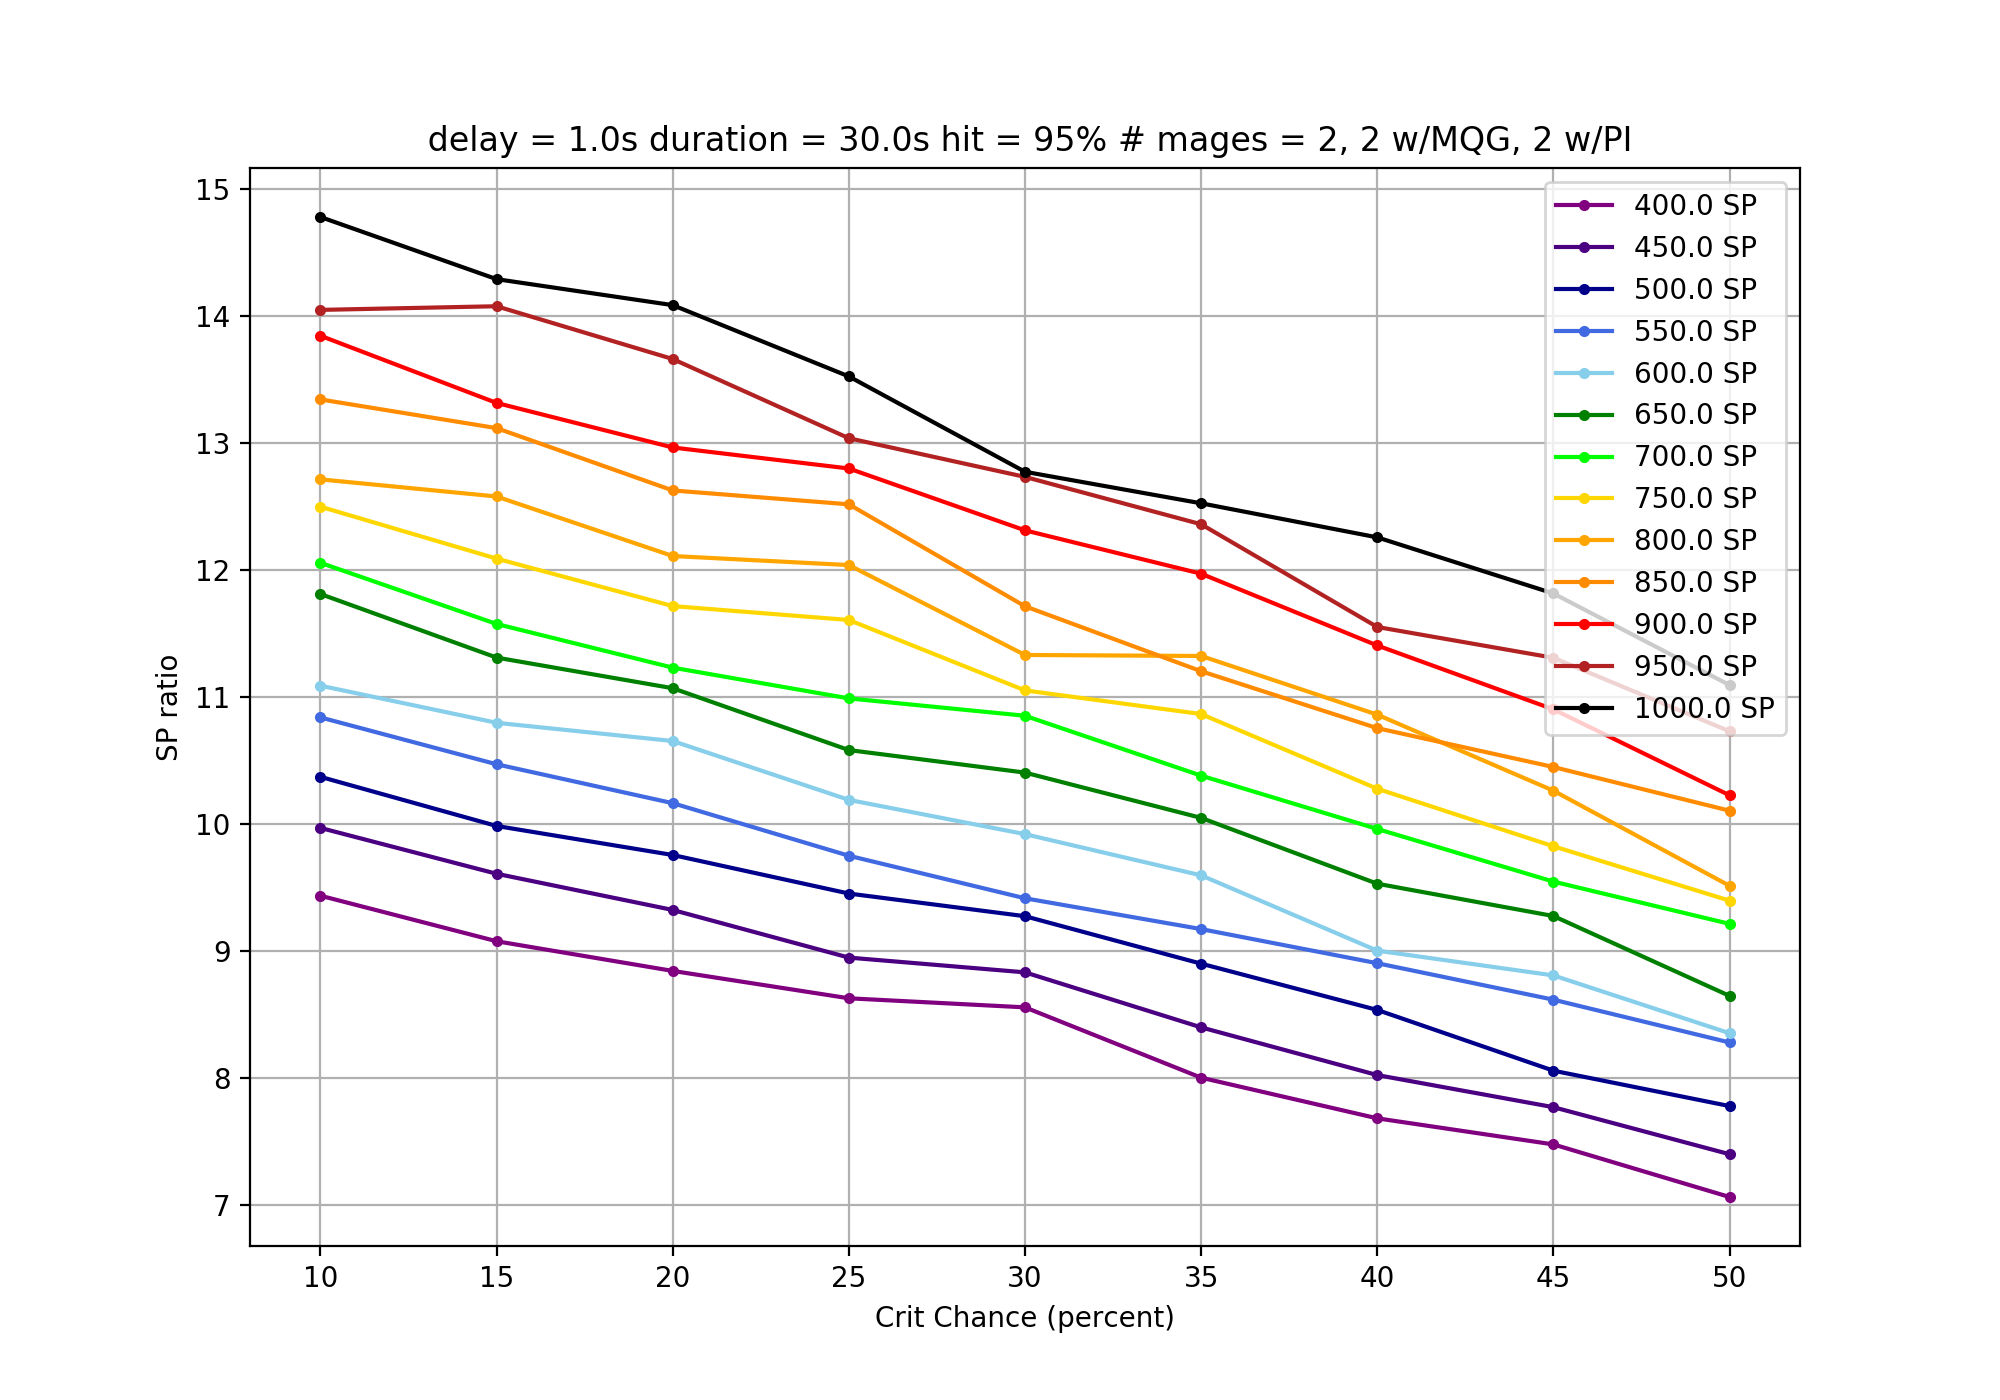 delay = 1.0s duration = 30.0s hit = 95% # mages = 2, 2 w/MQG, 2 w/PI
15
14
13
12
11
10
9
8
7
SP ratio
400.0 SP
450.0 SP
500.0 SP
550.0 SP
600.0 SP
650.0 SP
700.0 SP
750.0 SP
800.0 SP
850.0 SP
900.0 SP
950.0 SP
1000.0 SP
10 15 20 25 30 35 40 45 50
Crit Chance (percent)